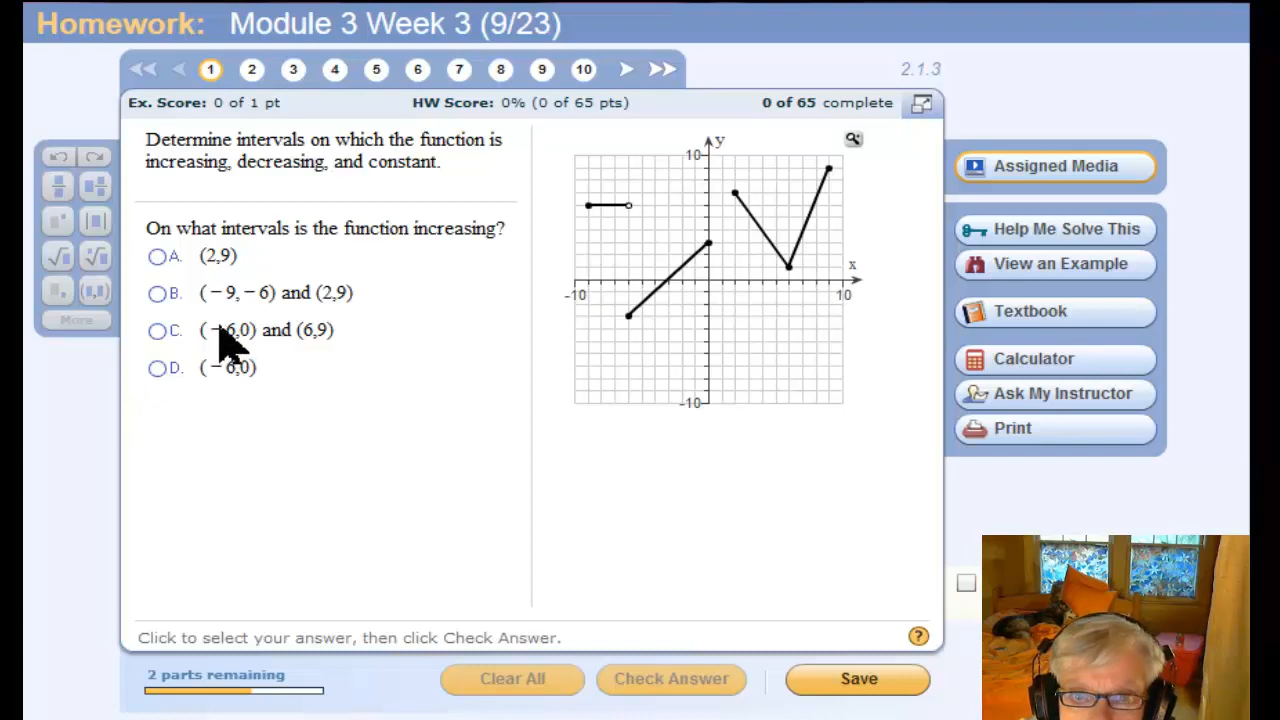 Homework: Module 3 Week 3 (9/23)
1 2 3 4 5 6 7 8 9 10
2.1.3
Ex. Score: 0 of 1 pt HW Score: 0% (0 of 65 pts) 0 of 65 complete
Determine intervals on which the function is
increasing, decreasing, and constant.
On what intervals is the function increasing?
A. (2,9)
B. (−9,−6) and (2,9)
C. (−6,0) and (6,9)
D. (−6,0)
More
y
10
x
-10
10
-10
Assigned Media
Help Me Solve This
View an Example
Textbook
Calculator
Ask My Instructor
Print
Click to select your answer, then click Check Answer.
?
2 parts remaining
Clear All
Check Answer
Save